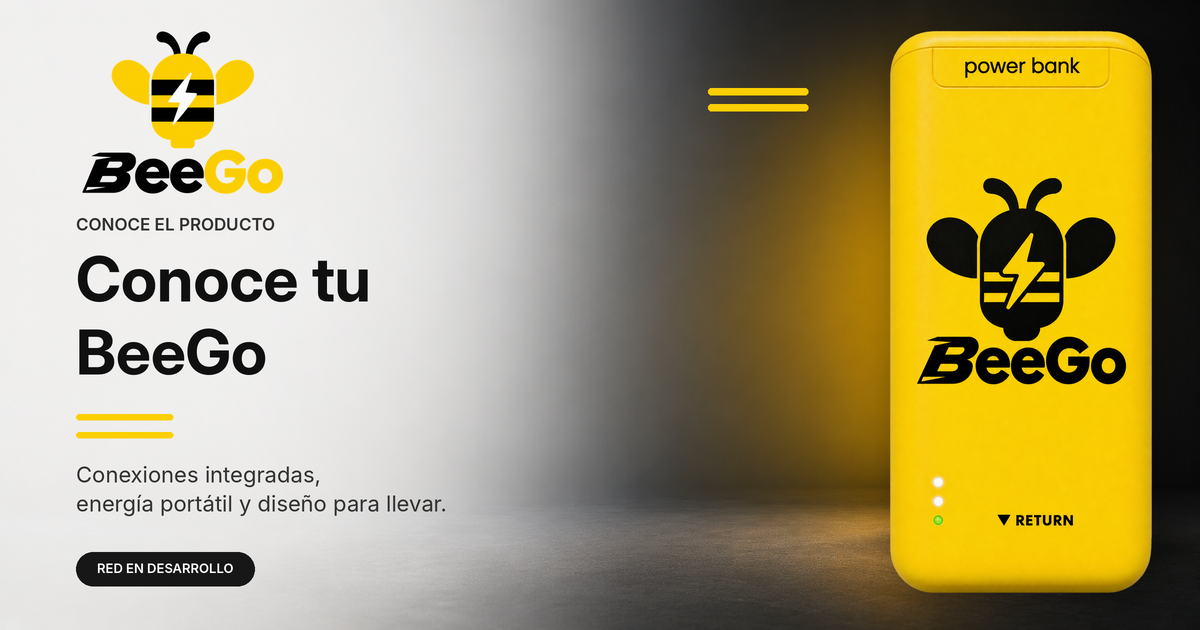 BeeGo
CONOCE EL PRODUCTO
Conoce tu
BeeGo
Conexiones integradas,
energía portátil y diseño para llevar.
RED EN DESARROLLO
power bank
BeeGo
▼ RETURN